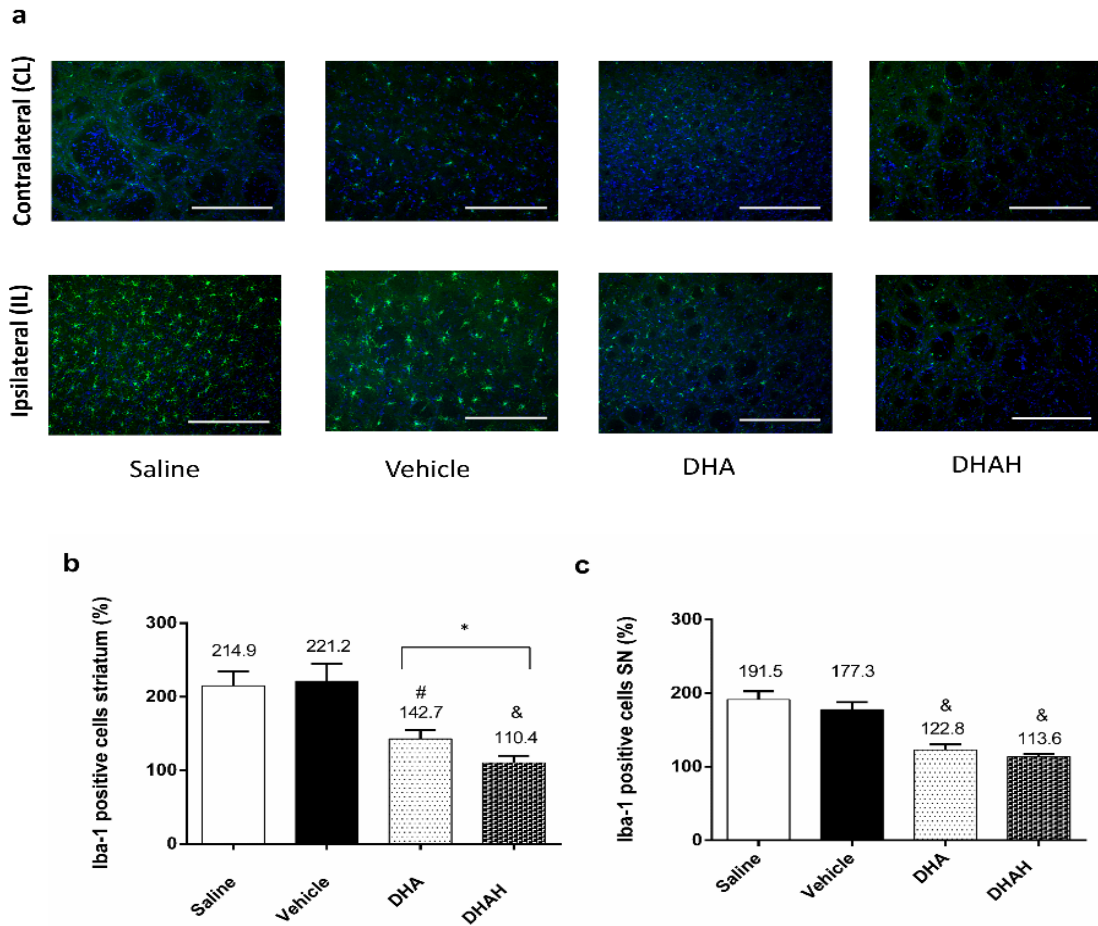 a
Contralateral (CL)
Ipsilateral (IL)
Saline Vehicle DHA DHAH
b
Iba-1 positive cells striatum (%)
300
200
100
0
214.9
221.2
#
142.7
*
&
110.4
Saline Vehicle DHA DHAH
c
Iba-1 positive cells SN (%)
300
200
100
0
191.5
177.3
&
122.8
&
113.6
Saline Vehicle DHA DHAH